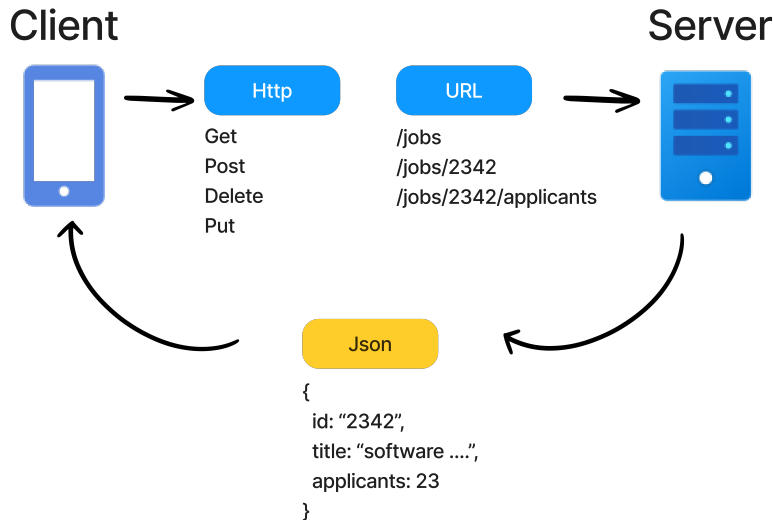 Client
Server
Http
URL
Get
Post
Delete
Put
/jobs
/jobs/2342
/jobs/2342/applicants
Json
{
id: “2342”,
title: “software ....”,
applicants: 23
}